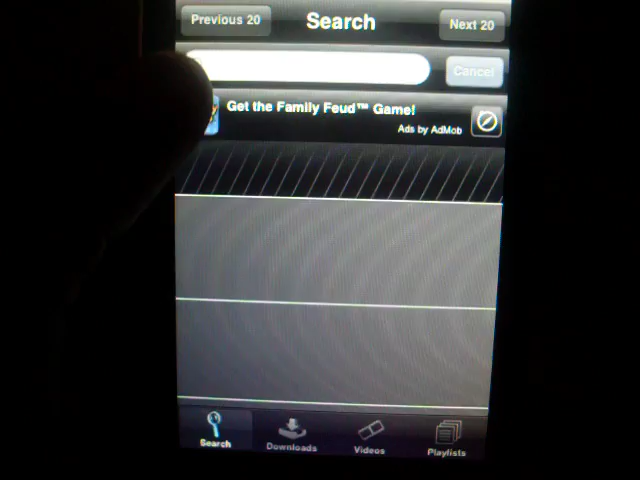 Previous 20
Search
Next 20
Cancel
Get the Family Feud™ Game!
Ads by AdMob
Search
Downloads
Videos
Playlists